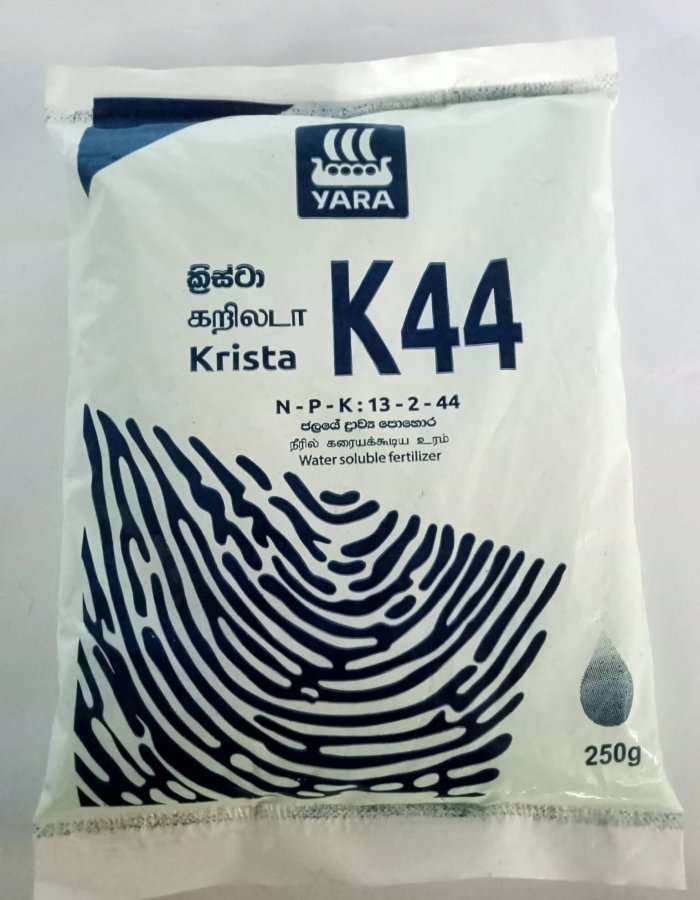 YARA
ක්‍රිස්ටා
கறிலடா
Krista
K44
N - P - K : 13 - 2 - 44
ජලයේ ද්‍රාව්‍ය පොහොර
நீரில் கரையக்கூடிய உரம்
Water soluble fertilizer
250g